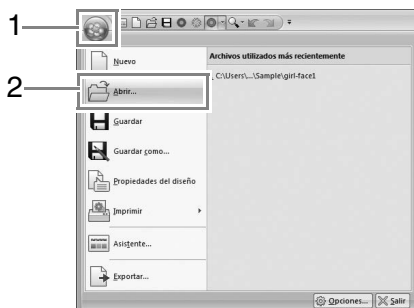 1
Nuevo
Archivos utilizados más recientemente
C:\Users\...\Sample\girl-face1
2
Abrir...
Guardar
Guardar como...
Propiedades del diseño
Imprimir
Asistente...
Exportar...
Opciones...
Salir